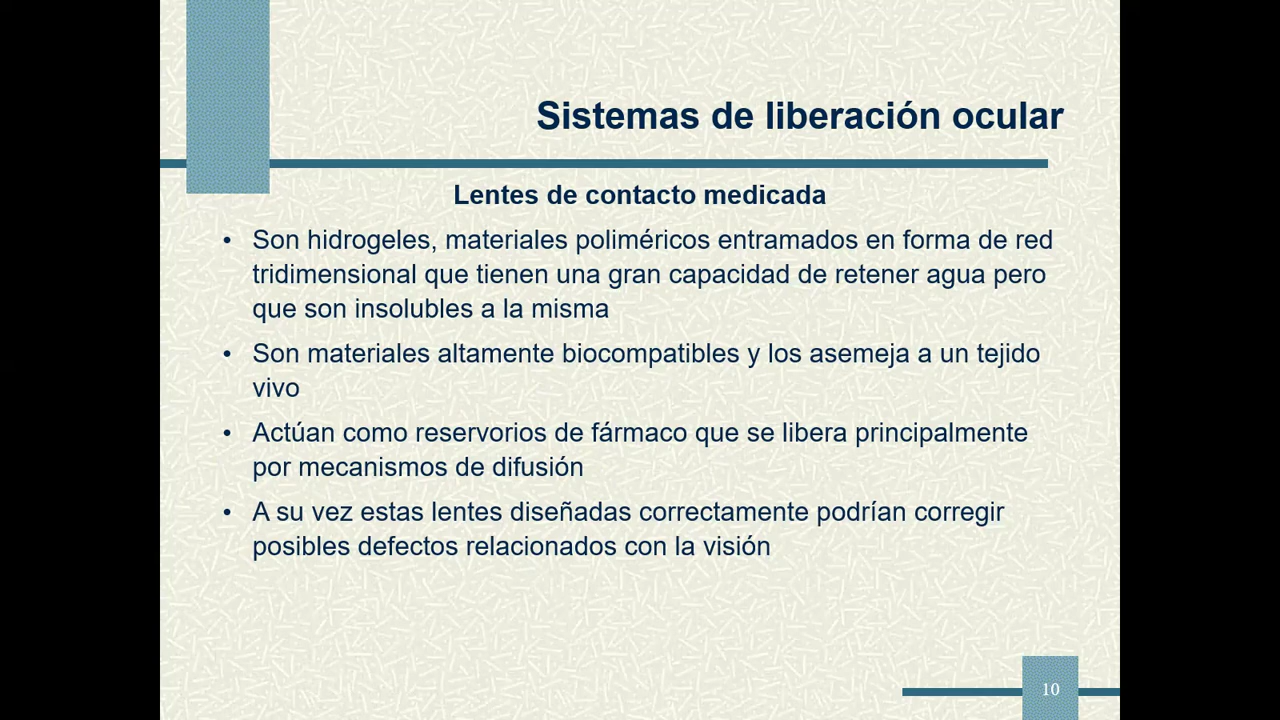 Sistemas de liberación ocular
Lentes de contacto medicada
• Son hidrogeles, materiales poliméricos entramados en forma de red
tridimensional que tienen una gran capacidad de retener agua pero
que son insolubles a la misma
• Son materiales altamente biocompatibles y los asemeja a un tejido
vivo
• Actúan como reservorios de fármaco que se libera principalmente
por mecanismos de difusión
• A su vez estas lentes diseñadas correctamente podrían corregir
posibles defectos relacionados con la visión
10